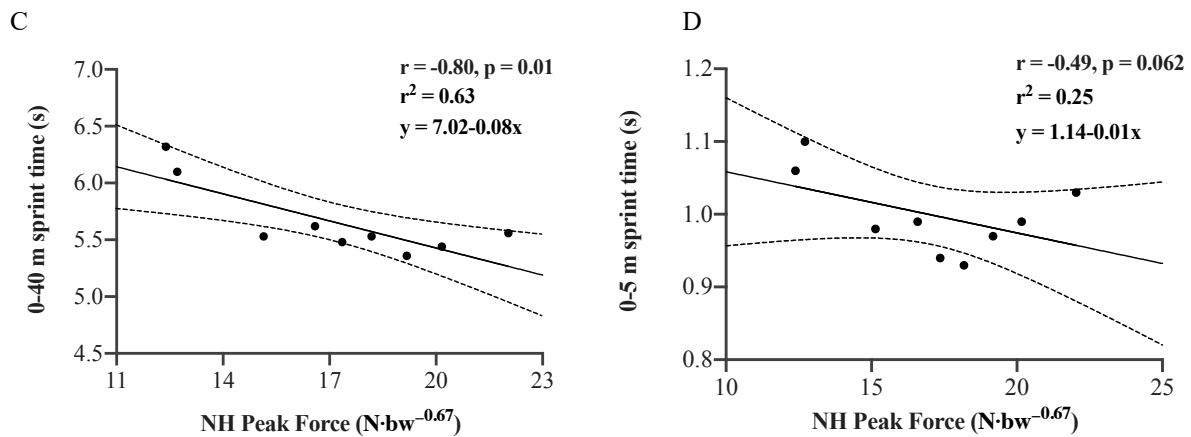 C
r = -0.80, p = 0.01
r² = 0.63
y = 7.02-0.08x
0-40 m sprint time (s)
7.0
6.5
6.0
5.5
5.0
4.5
11 14 17 20 23
NH Peak Force (N·bw⁻⁰·⁶⁷)
D
r = -0.49, p = 0.062
r² = 0.25
y = 1.14-0.01x
0-5 m sprint time (s)
1.2
1.1
1.0
0.9
0.8
10 15 20 25
NH Peak Force (N·bw⁻⁰·⁶⁷)